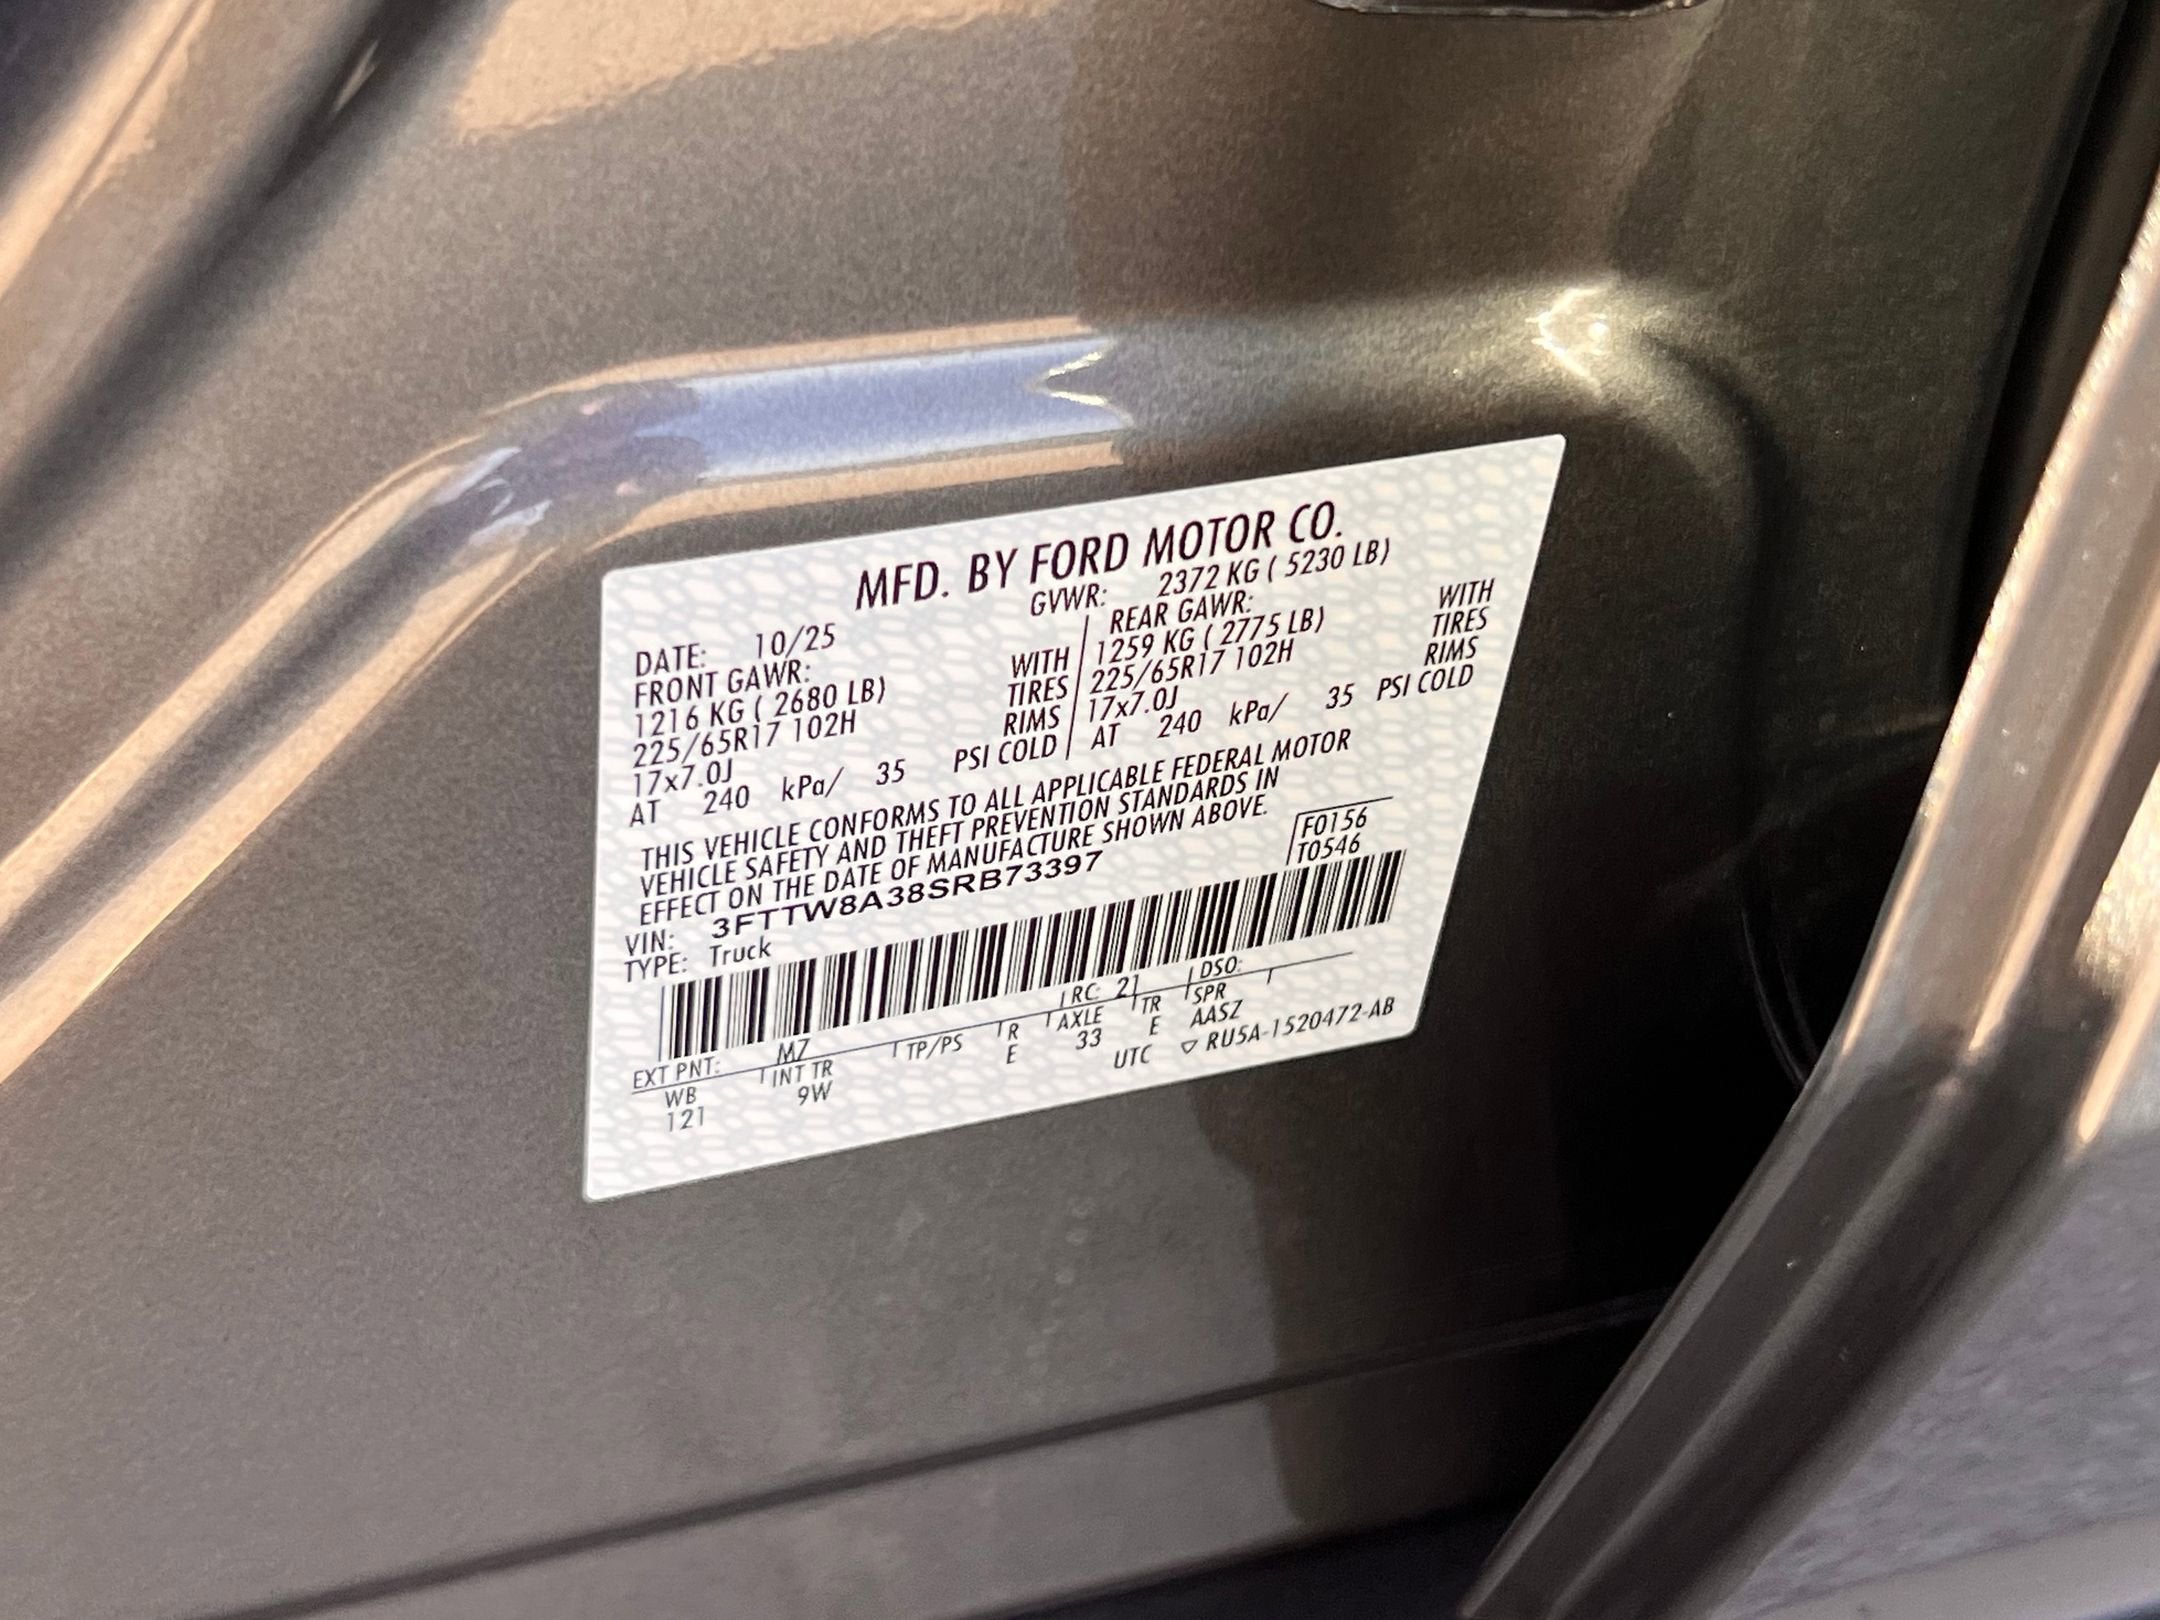 MFD. BY FORD MOTOR CO.
DATE: 10/25 GVWR: 2372 KG ( 5230 LB)
FRONT GAWR: REAR GAWR:
1216 KG ( 2680 LB) WITH 1259 KG ( 2775 LB) WITH
225/65R17 102H TIRES 225/65R17 102H TIRES
17x7.0J RIMS 17x7.0J RIMS
AT 240 kPa/ 35 PSI COLD AT 240 kPa/ 35 PSI COLD
THIS VEHICLE CONFORMS TO ALL APPLICABLE FEDERAL MOTOR
VEHICLE SAFETY AND THEFT PREVENTION STANDARDS IN
EFFECT ON THE DATE OF MANUFACTURE SHOWN ABOVE.
VIN: 3FTTW8A38SRB73397 F0156
TYPE: Truck T0546
EXT PNT: M7 RC: 21 DSO:
WB INT TR TP/PS R AXLE TR SPR
121 9W E 33 E AASZ
UTC ▽ RU5A-1520472-AB